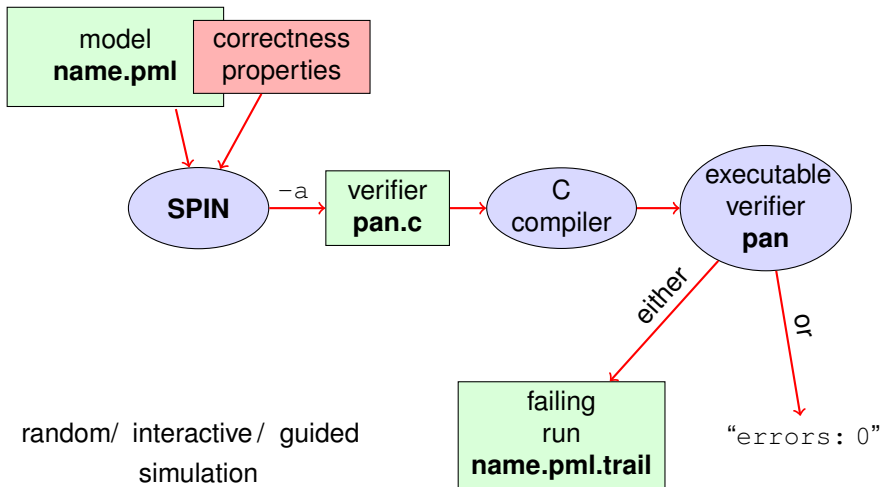 model
name.pml
correctness
properties
SPIN
-a
verifier
pan.c
C
compiler
executable
verifier
pan
either
or
failing
run
name.pml.trail
“errors: 0”
random/ interactive / guided
simulation